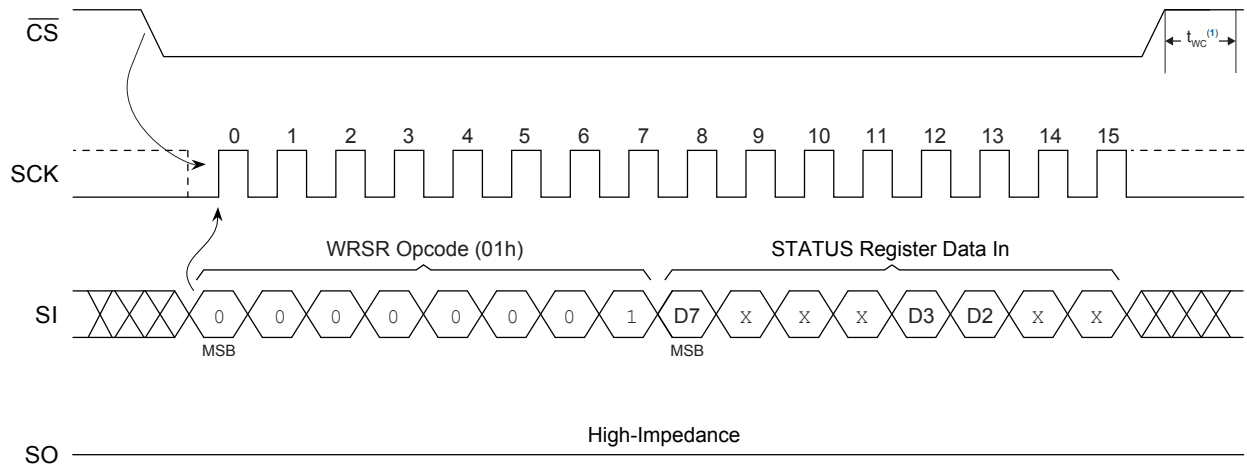 CS
tWC(1)
0 1 2 3 4 5 6 7 8 9 10 11 12 13 14 15
SCK
WRSR Opcode (01h) STATUS Register Data In
SI 0 0 0 0 0 0 0 1 D7 X X X D3 D2 X X
MSB MSB
High-Impedance
SO